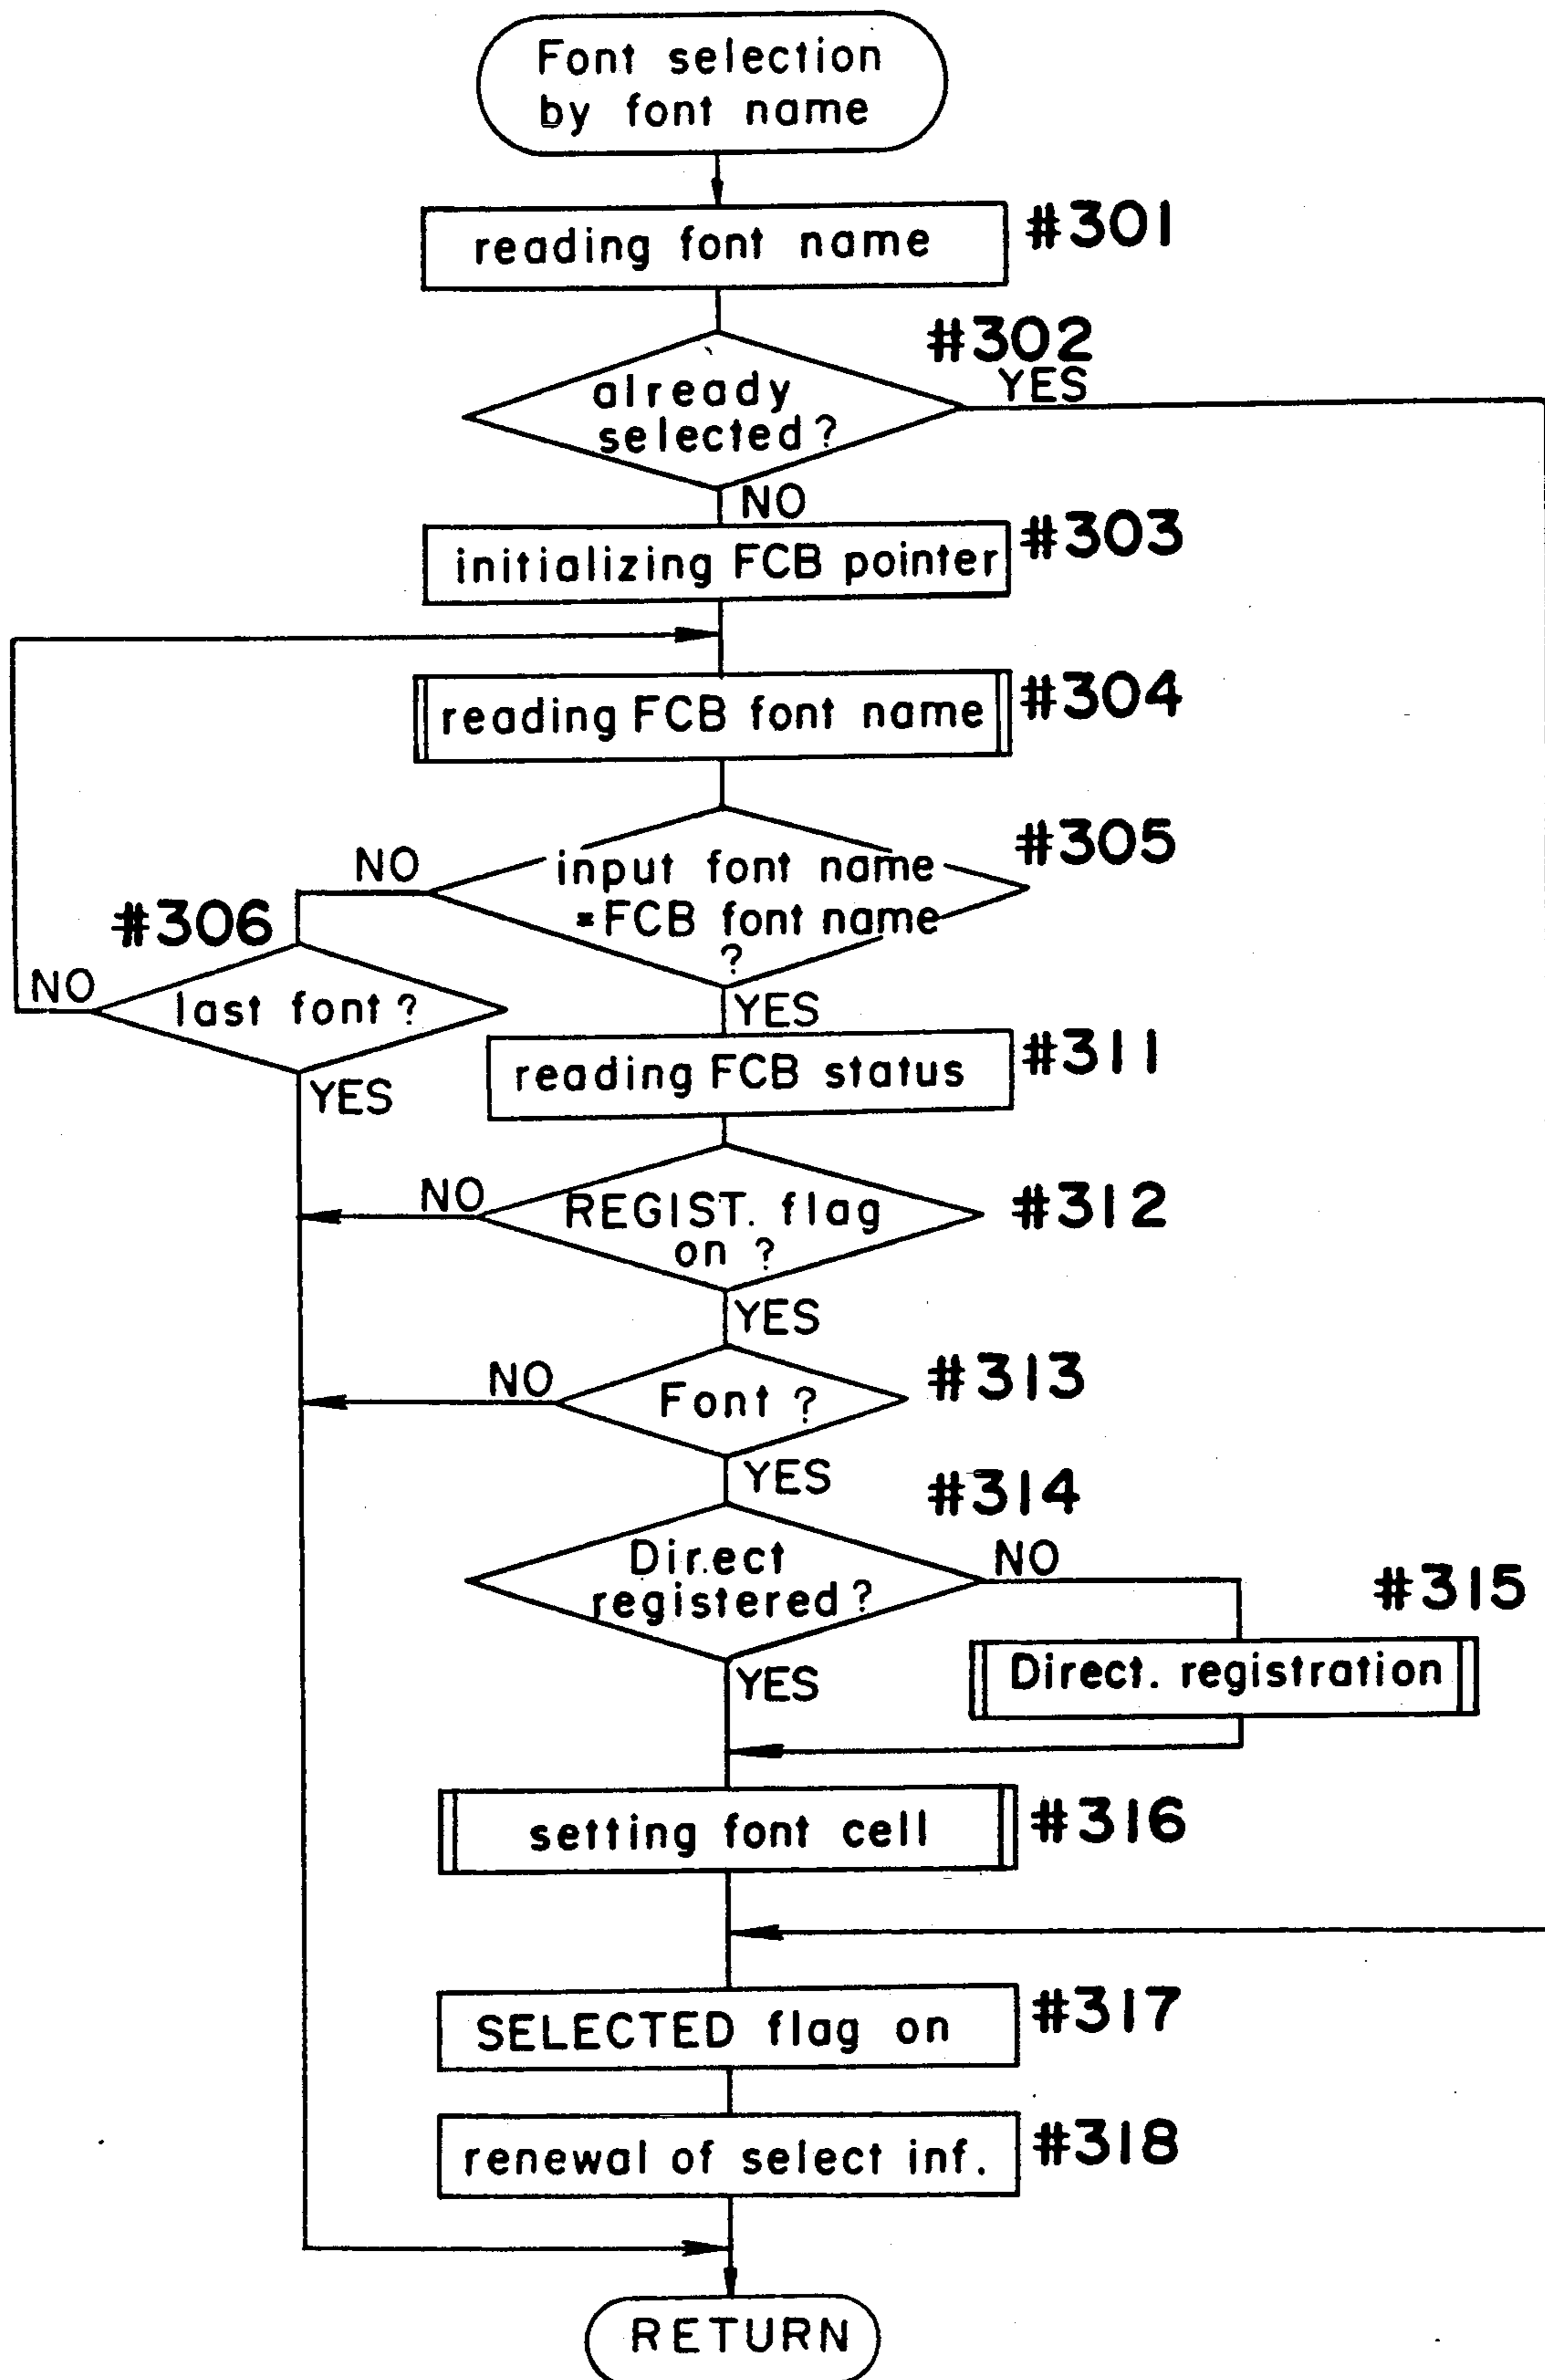 Font selection
by font name
reading font name
#301
#302
already
selected?
YES
NO
initializing FCB pointer
#303
reading FCB font name
#304
#305
input font name
=FCB font name
?
NO
#306
last font?
NO
YES
YES
reading FCB status
#311
NO
REGIST. flag
on ?
#312
YES
NO
Font ?
#313
YES
#314
Direct
registered?
NO
#315
YES
Direct. registration
setting font cell
#316
SELECTED flag on
#317
renewal of select inf.
#318
RETURN